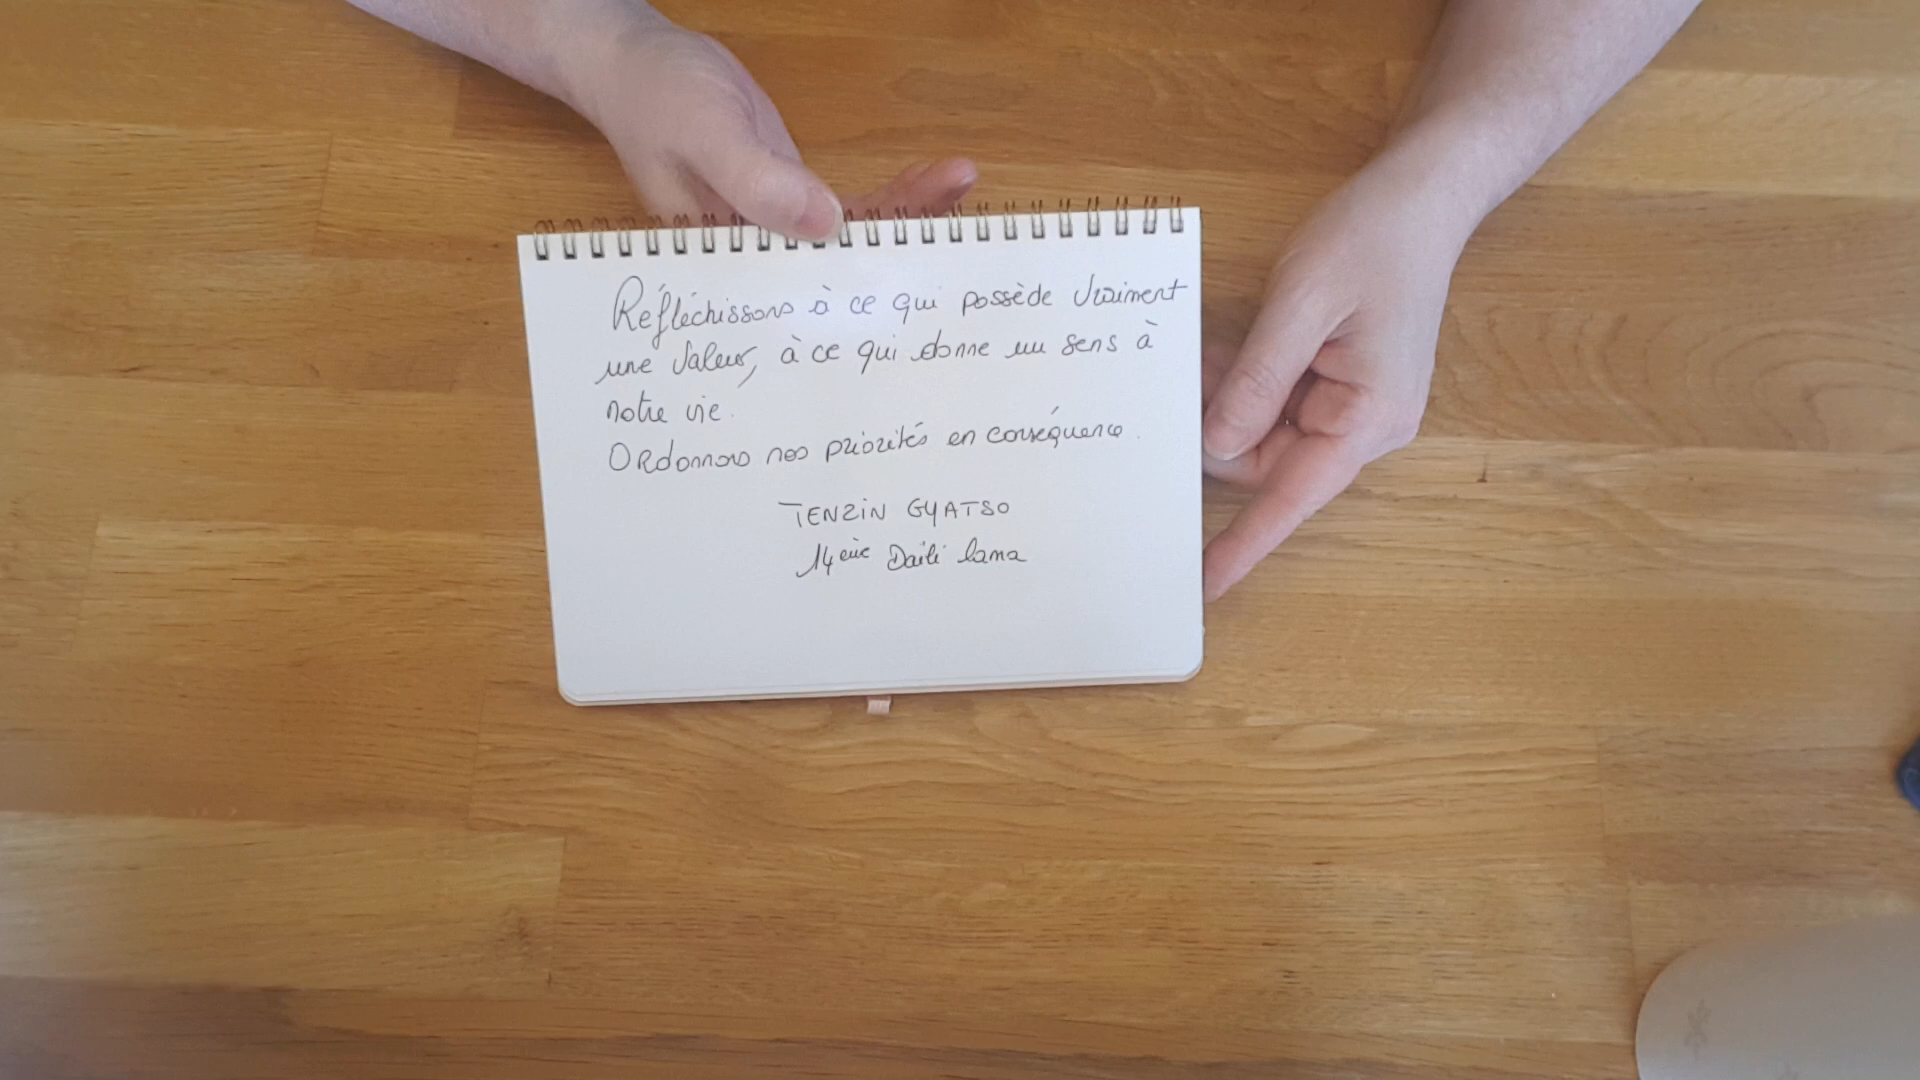 Réfléchissons à ce qui possède vraiment
une valeur, à ce qui donne un sens à
notre vie.
Ordonnons nos priorités en conséquence.
TENZIN GYATSO
14ème Daili lama